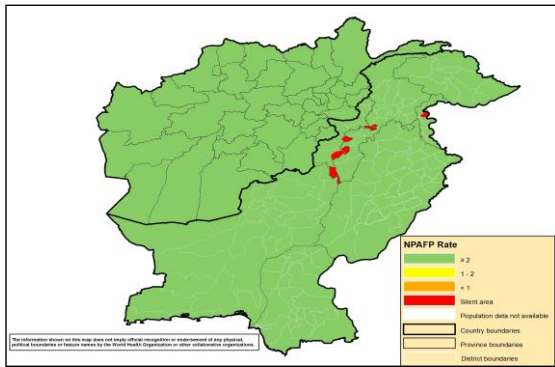 NPAFP Rate
≥ 2
1 - 2
< 1
Silent area
Population data not available
Country boundaries
Province boundaries
District boundaries
The information shown on this map does not imply official recognition or endorsement of any physical,
political boundaries or feature names by the World Health Organization or other collaborative organizations.